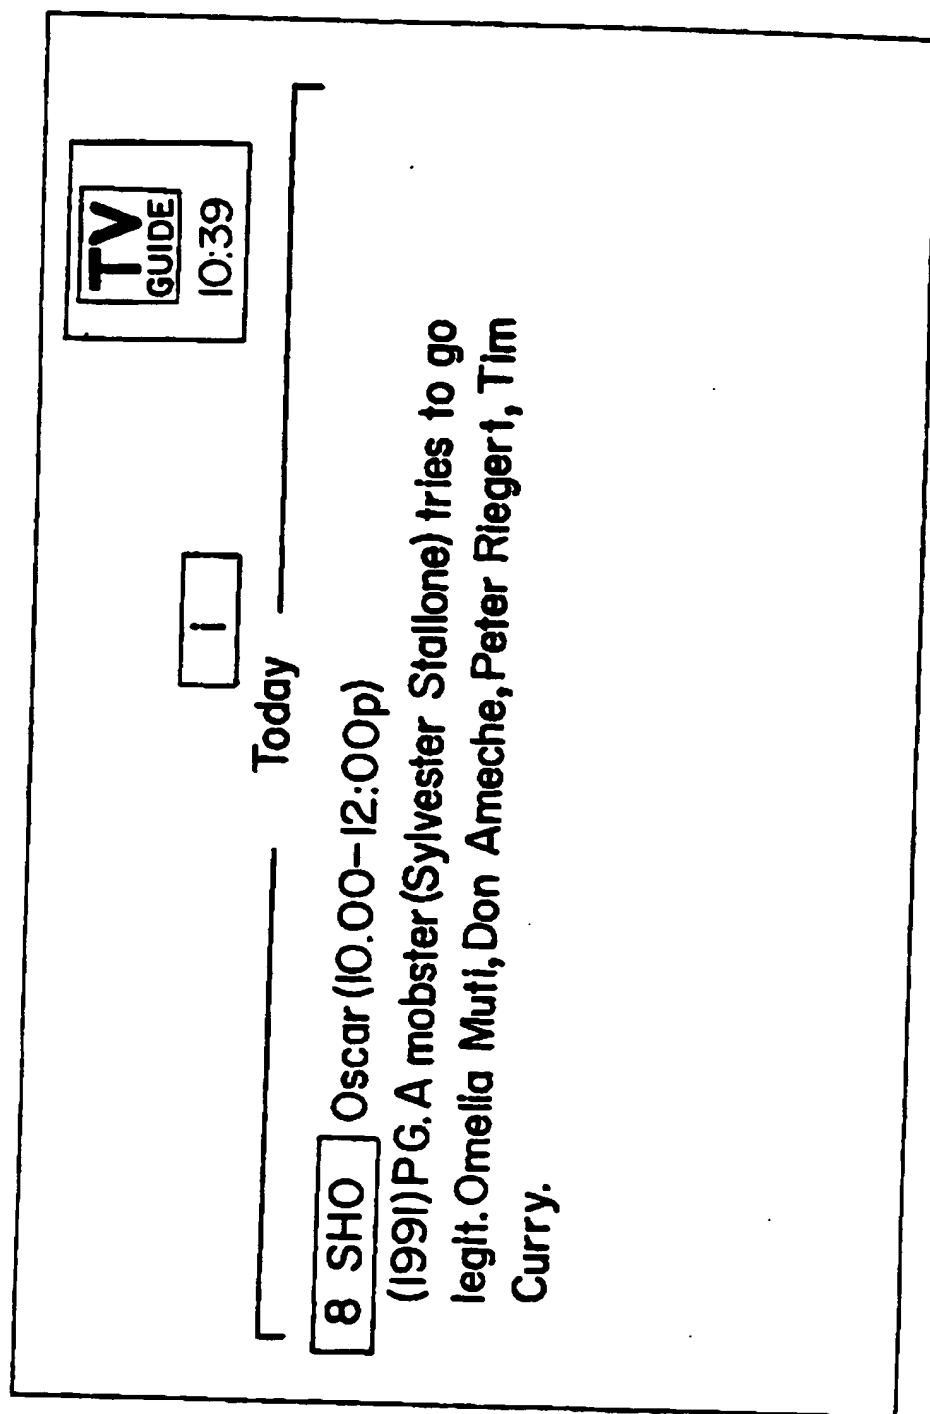 TV
GUIDE
10:39
i
Today
8 SHO Oscar (10.00-12:00p)
(1991)PG. A mobster (Sylvester Stallone) tries to go
legit. Omelia Muti, Don Ameche, Peter Riegert, Tim
Curry.